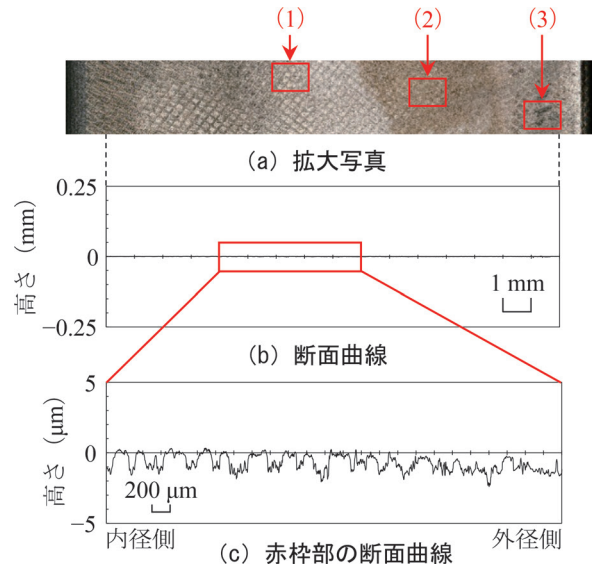 (1) (2) (3)
(a) 拡大写真
高さ (mm)
0.25
0
−0.25
1 mm
(b) 断面曲線
高さ (μm)
5
0
−5
200 μm
内径側 外径側
(c) 赤枠部の断面曲線